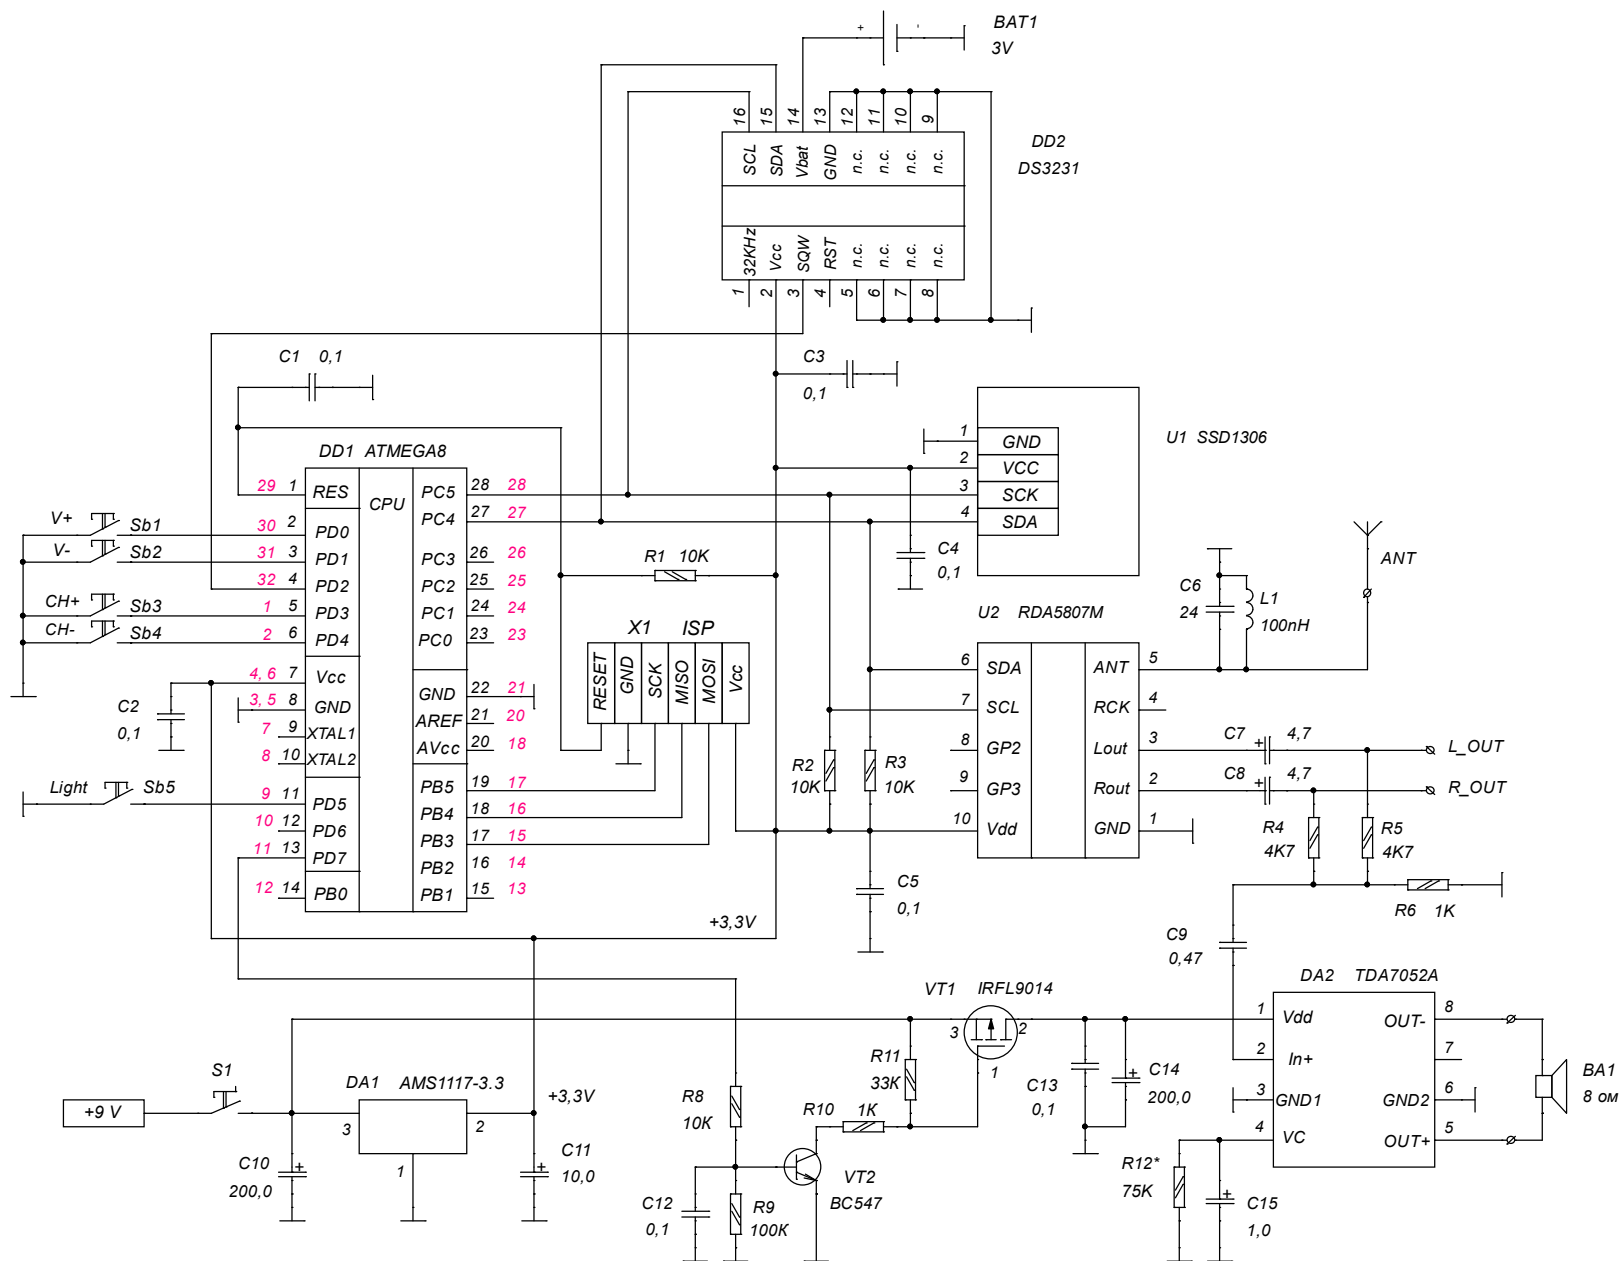 BAT1
3V
+ -
16 15 14 13 12 11 10 9
SCL SDA Vbat GND n.c. n.c. n.c. n.c.
DD2
DS3231
32KHz Vcc SQW RST n.c. n.c. n.c. n.c.
1 2 3 4 5 6 7 8
C1 0,1
C3
0,1
DD1 ATMEGA8
CPU
29 1 RES
V+ Sb1 30 2 PD0
V- Sb2 31 3 PD1
32 4 PD2
CH+ Sb3 1 5 PD3
CH- Sb4 2 6 PD4
4, 6 7 Vcc
3, 5 8 GND
7 9 XTAL1
8 10 XTAL2
Light Sb5 9 11 PD5
10 12 PD6
11 13 PD7
12 14 PB0
C2
0,1
PC5 28 28
PC4 27 27
PC3 26 26
PC2 25 25
PC1 24 24
PC0 23 23
GND 22 21
AREF 21 20
AVcc 20 18
PB5 19 17
PB4 18 16
PB3 17 15
PB2 16 14
PB1 15 13
R1 10K
X1 ISP
RESET GND SCK MISO MOSI Vcc
U1 SSD1306
1 GND
2 VCC
3 SCK
4 SDA
C4
0,1
U2 RDA5807M
6 SDA
7 SCL
8 GP2
9 GP3
10 Vdd
ANT 5
RCK 4
Lout 3
Rout 2
GND 1
R2
10K
R3
10K
C5
0,1
C6
24
L1
100nH
ANT
C7 + 4,7
L_OUT
C8 + 4,7
R_OUT
R4
4K7
R5
4K7
R6 1K
C9
0,47
+3,3V
VT1 IRFL9014
3 2
1
DA2 TDA7052A
1 Vdd
2 In+
3 GND1
4 VC
OUT- 8
7
GND2 6
OUT+ 5
BA1
8 ом
S1
+9 V
DA1 AMS1117-3.3
3 2
1
+3,3V
C10 +
200,0
C11 +
10,0
R8
10K
R10 1K
R11
33K
C13
0,1
C14 +
200,0
VT2
BC547
C12
0,1
R9
100K
R12*
75K
C15 +
1,0